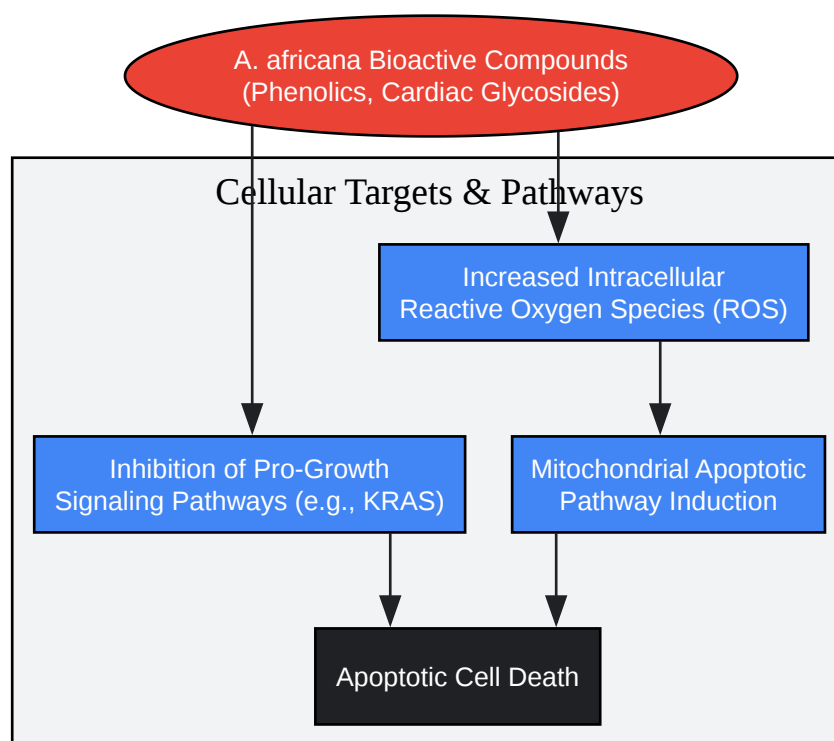 A. africana Bioactive Compounds
(Phenolics, Cardiac Glycosides)
Cellular Targets & Pathways
Increased Intracellular
Reactive Oxygen Species (ROS)
Inhibition of Pro-Growth
Signaling Pathways (e.g., KRAS)
Mitochondrial Apoptotic
Pathway Induction
Apoptotic Cell Death